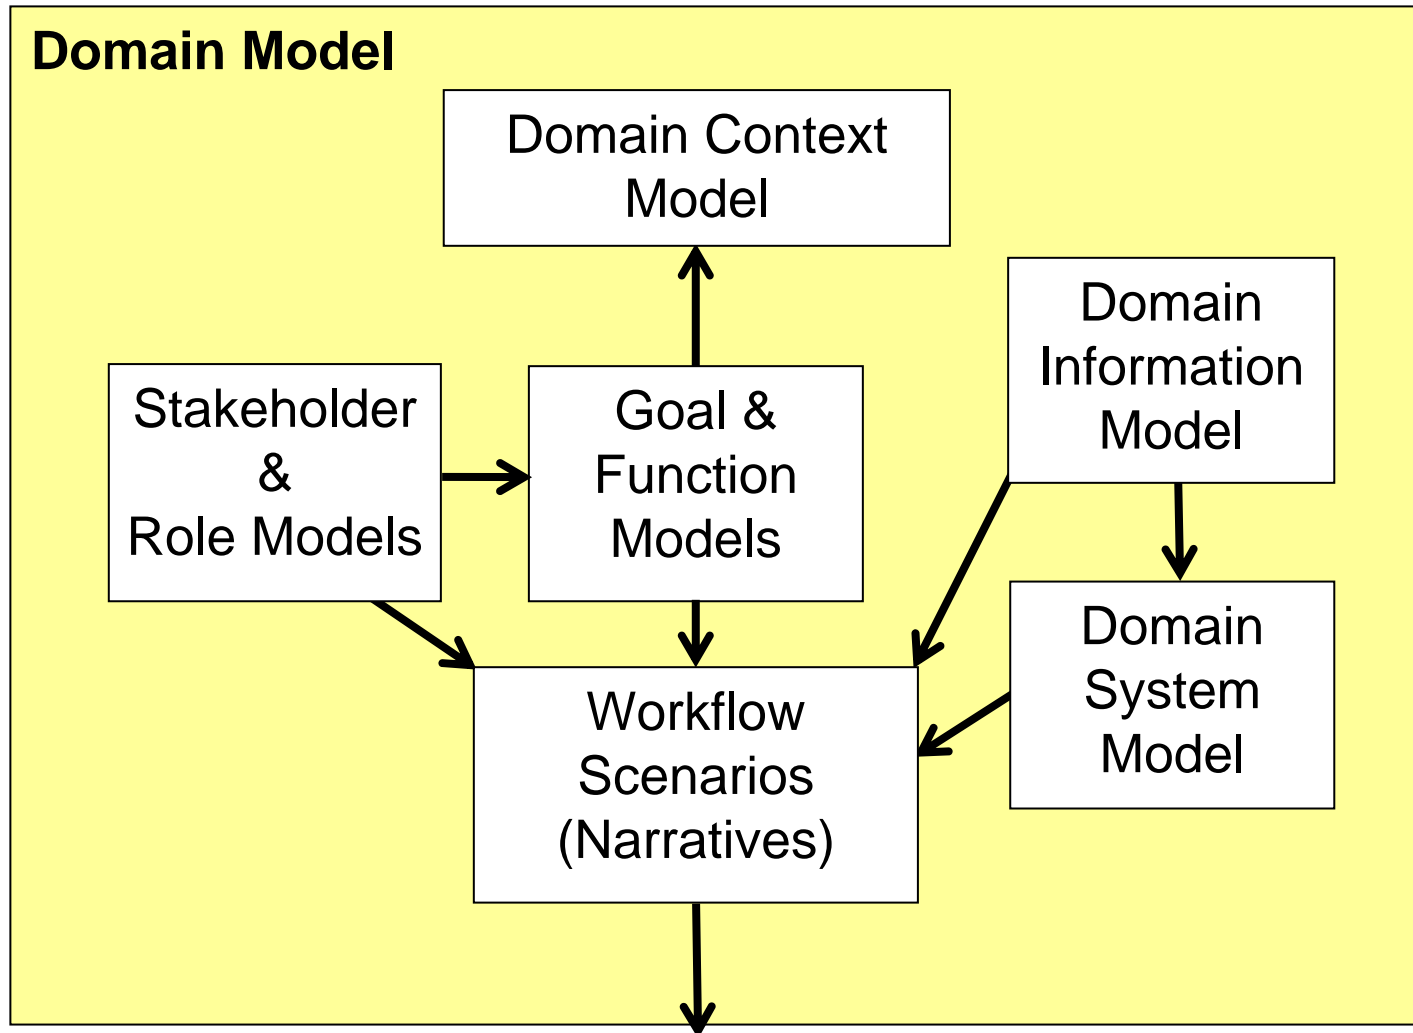 Domain Model
Domain Context
Model
Domain
Information
Model
Stakeholder
&
Role Models
Goal &
Function
Models
Domain
System
Model
Workflow
Scenarios
(Narratives)